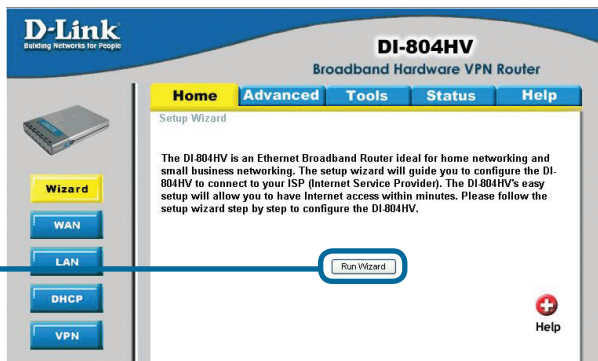 D-Link
Building Networks for People
DI-804HV
Broadband Hardware VPN Router
Home Advanced Tools Status Help
Setup Wizard
The DI-804HV is an Ethernet Broadband Router ideal for home networking and
small business networking. The setup wizard will guide you to configure the DI-
804HV to connect to your ISP (Internet Service Provider). The DI-804HV's easy
setup will allow you to have Internet access within minutes. Please follow the
setup wizard step by step to configure the DI-804HV.
Wizard
WAN
LAN
DHCP
VPN
Run Wizard
Help